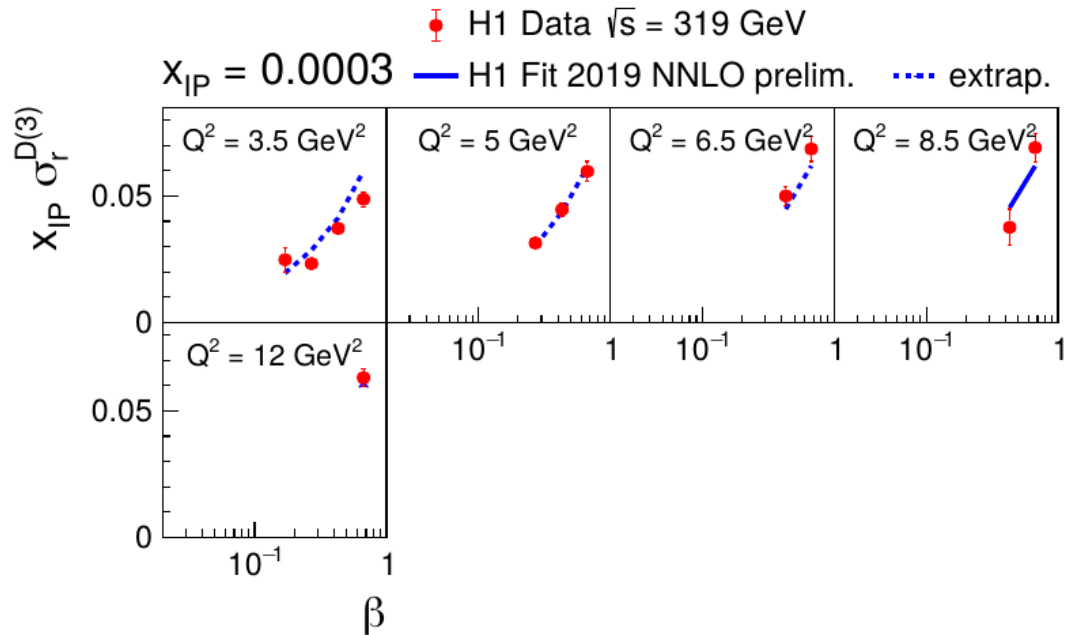 H1 Data √s = 319 GeV
x_IP = 0.0003
H1 Fit 2019 NNLO prelim.
extrap.
x_IP σ_r^D(3)
Q² = 3.5 GeV²
Q² = 5 GeV²
Q² = 6.5 GeV²
Q² = 8.5 GeV²
0.05
0
10⁻¹ 1
10⁻¹ 1
10⁻¹ 1
Q² = 12 GeV²
0.05
0
10⁻¹ 1
β